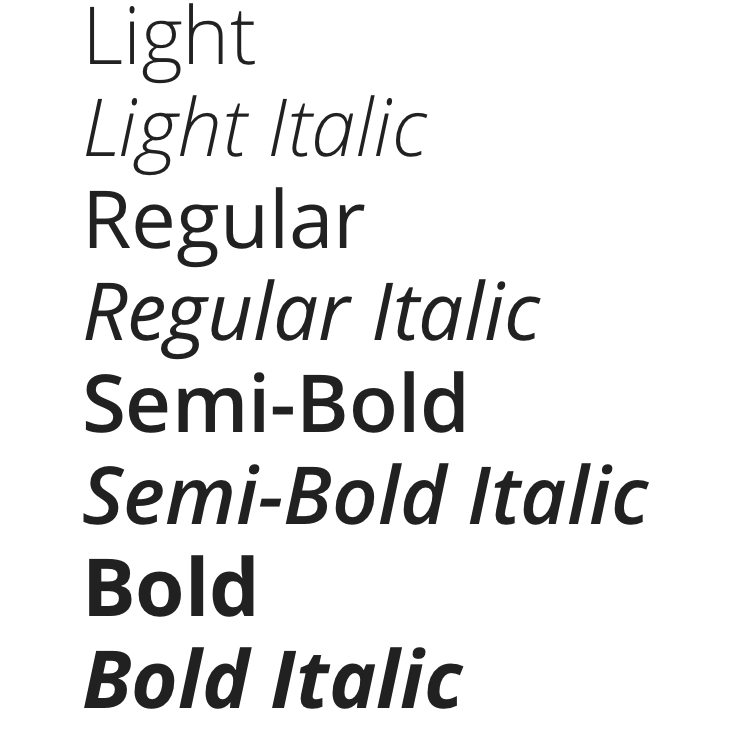 Light
Light Italic
Regular
Regular Italic
Semi-Bold
Semi-Bold Italic
Bold
Bold Italic